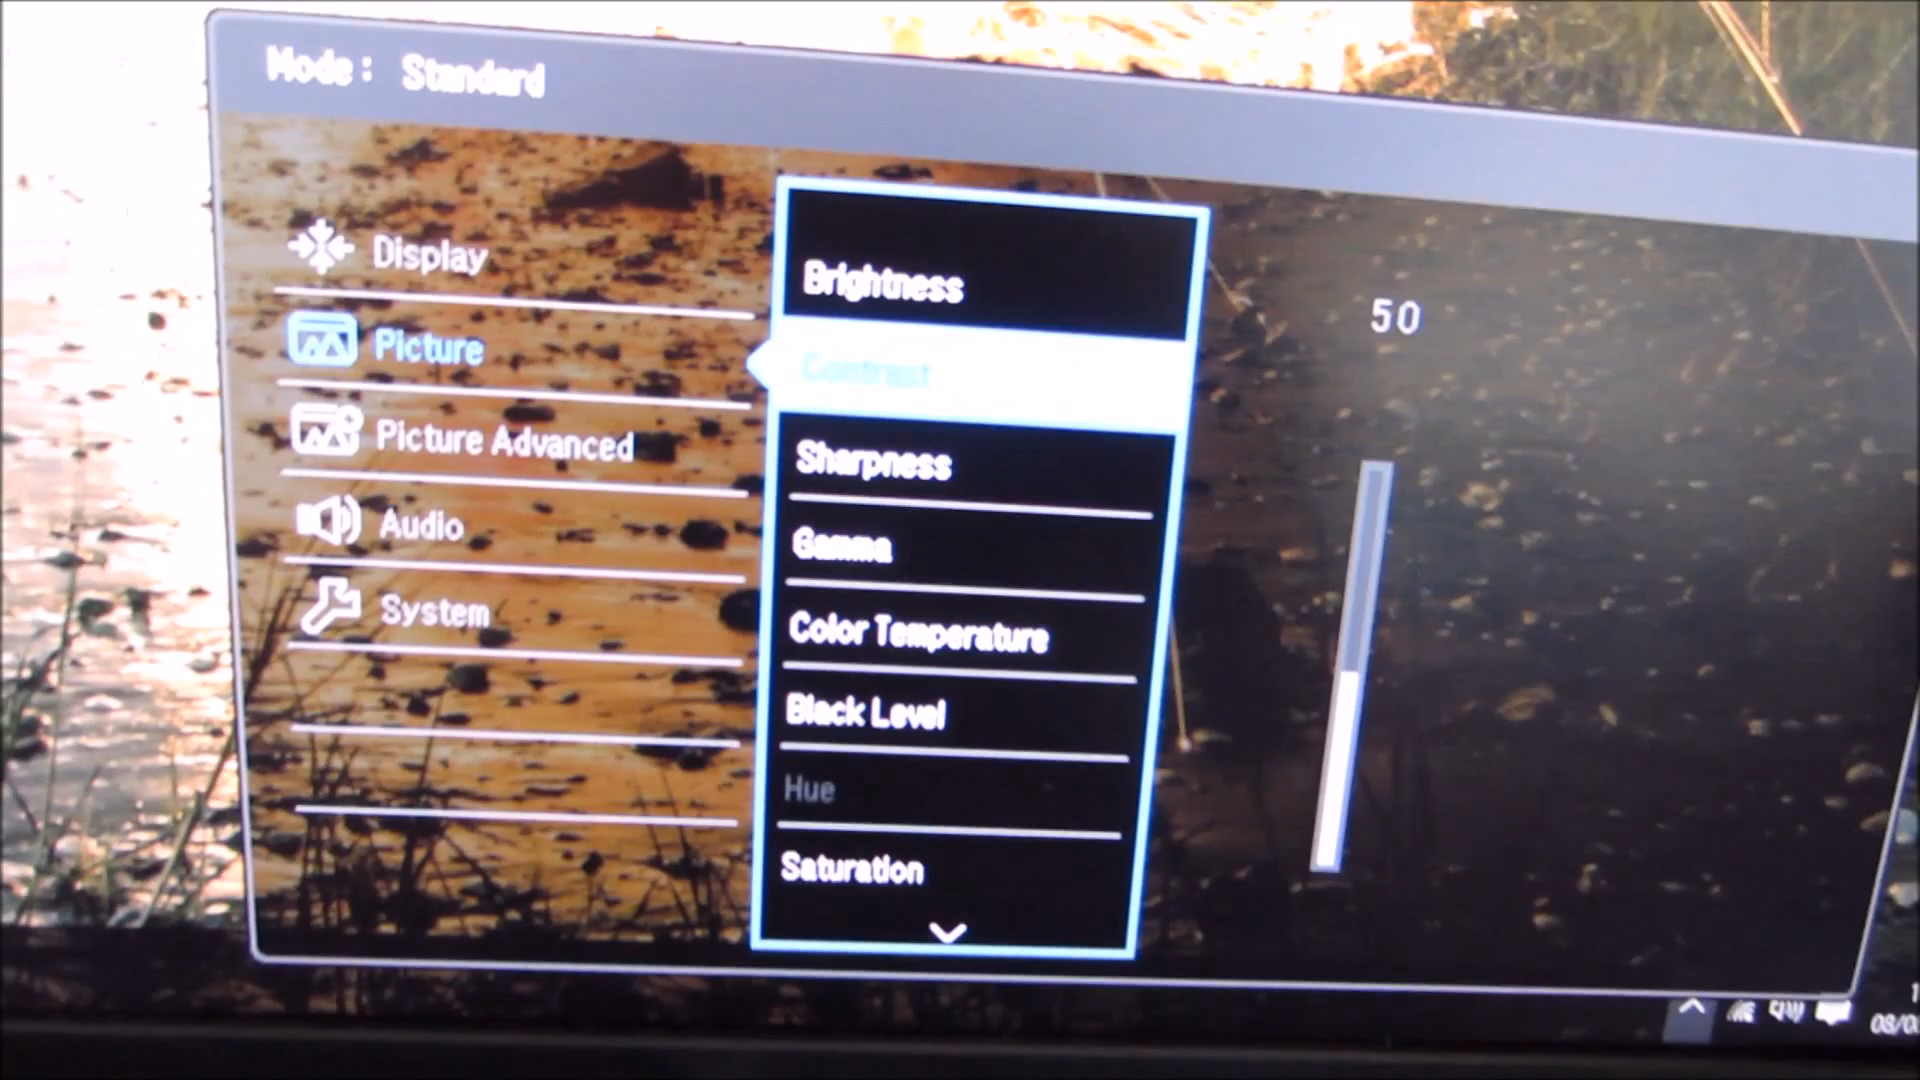 Mode: Standard
Display
Picture
Picture Advanced
Audio
System
Brightness
Contrast
Sharpness
Gamma
Color Temperature
Black Level
Hue
Saturation
50